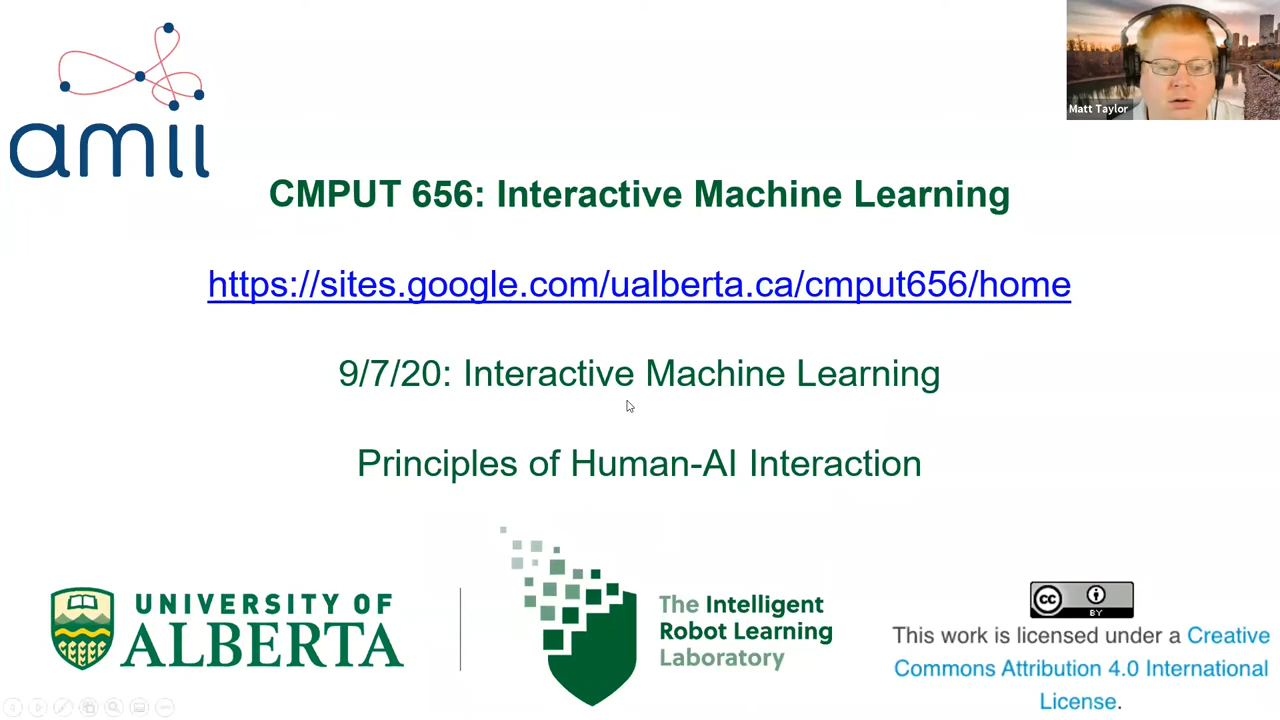 amii
Matt Taylor
CMPUT 656: Interactive Machine Learning
https://sites.google.com/ualberta.ca/cmput656/home
9/7/20: Interactive Machine Learning
Principles of Human-AI Interaction
UNIVERSITY OF
ALBERTA
The Intelligent
Robot Learning
Laboratory
cc
BY
This work is licensed under a Creative
Commons Attribution 4.0 International
License.